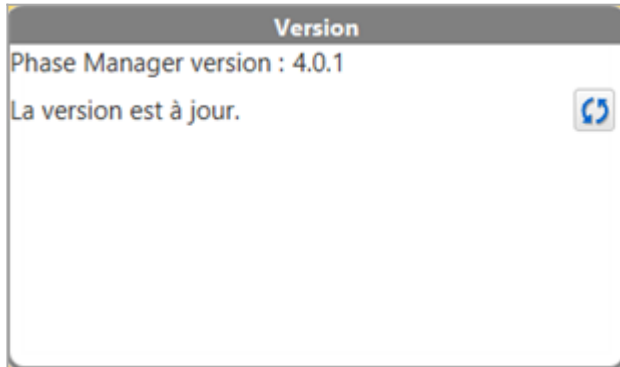 Version
Phase Manager version : 4.0.1
La version est à jour.